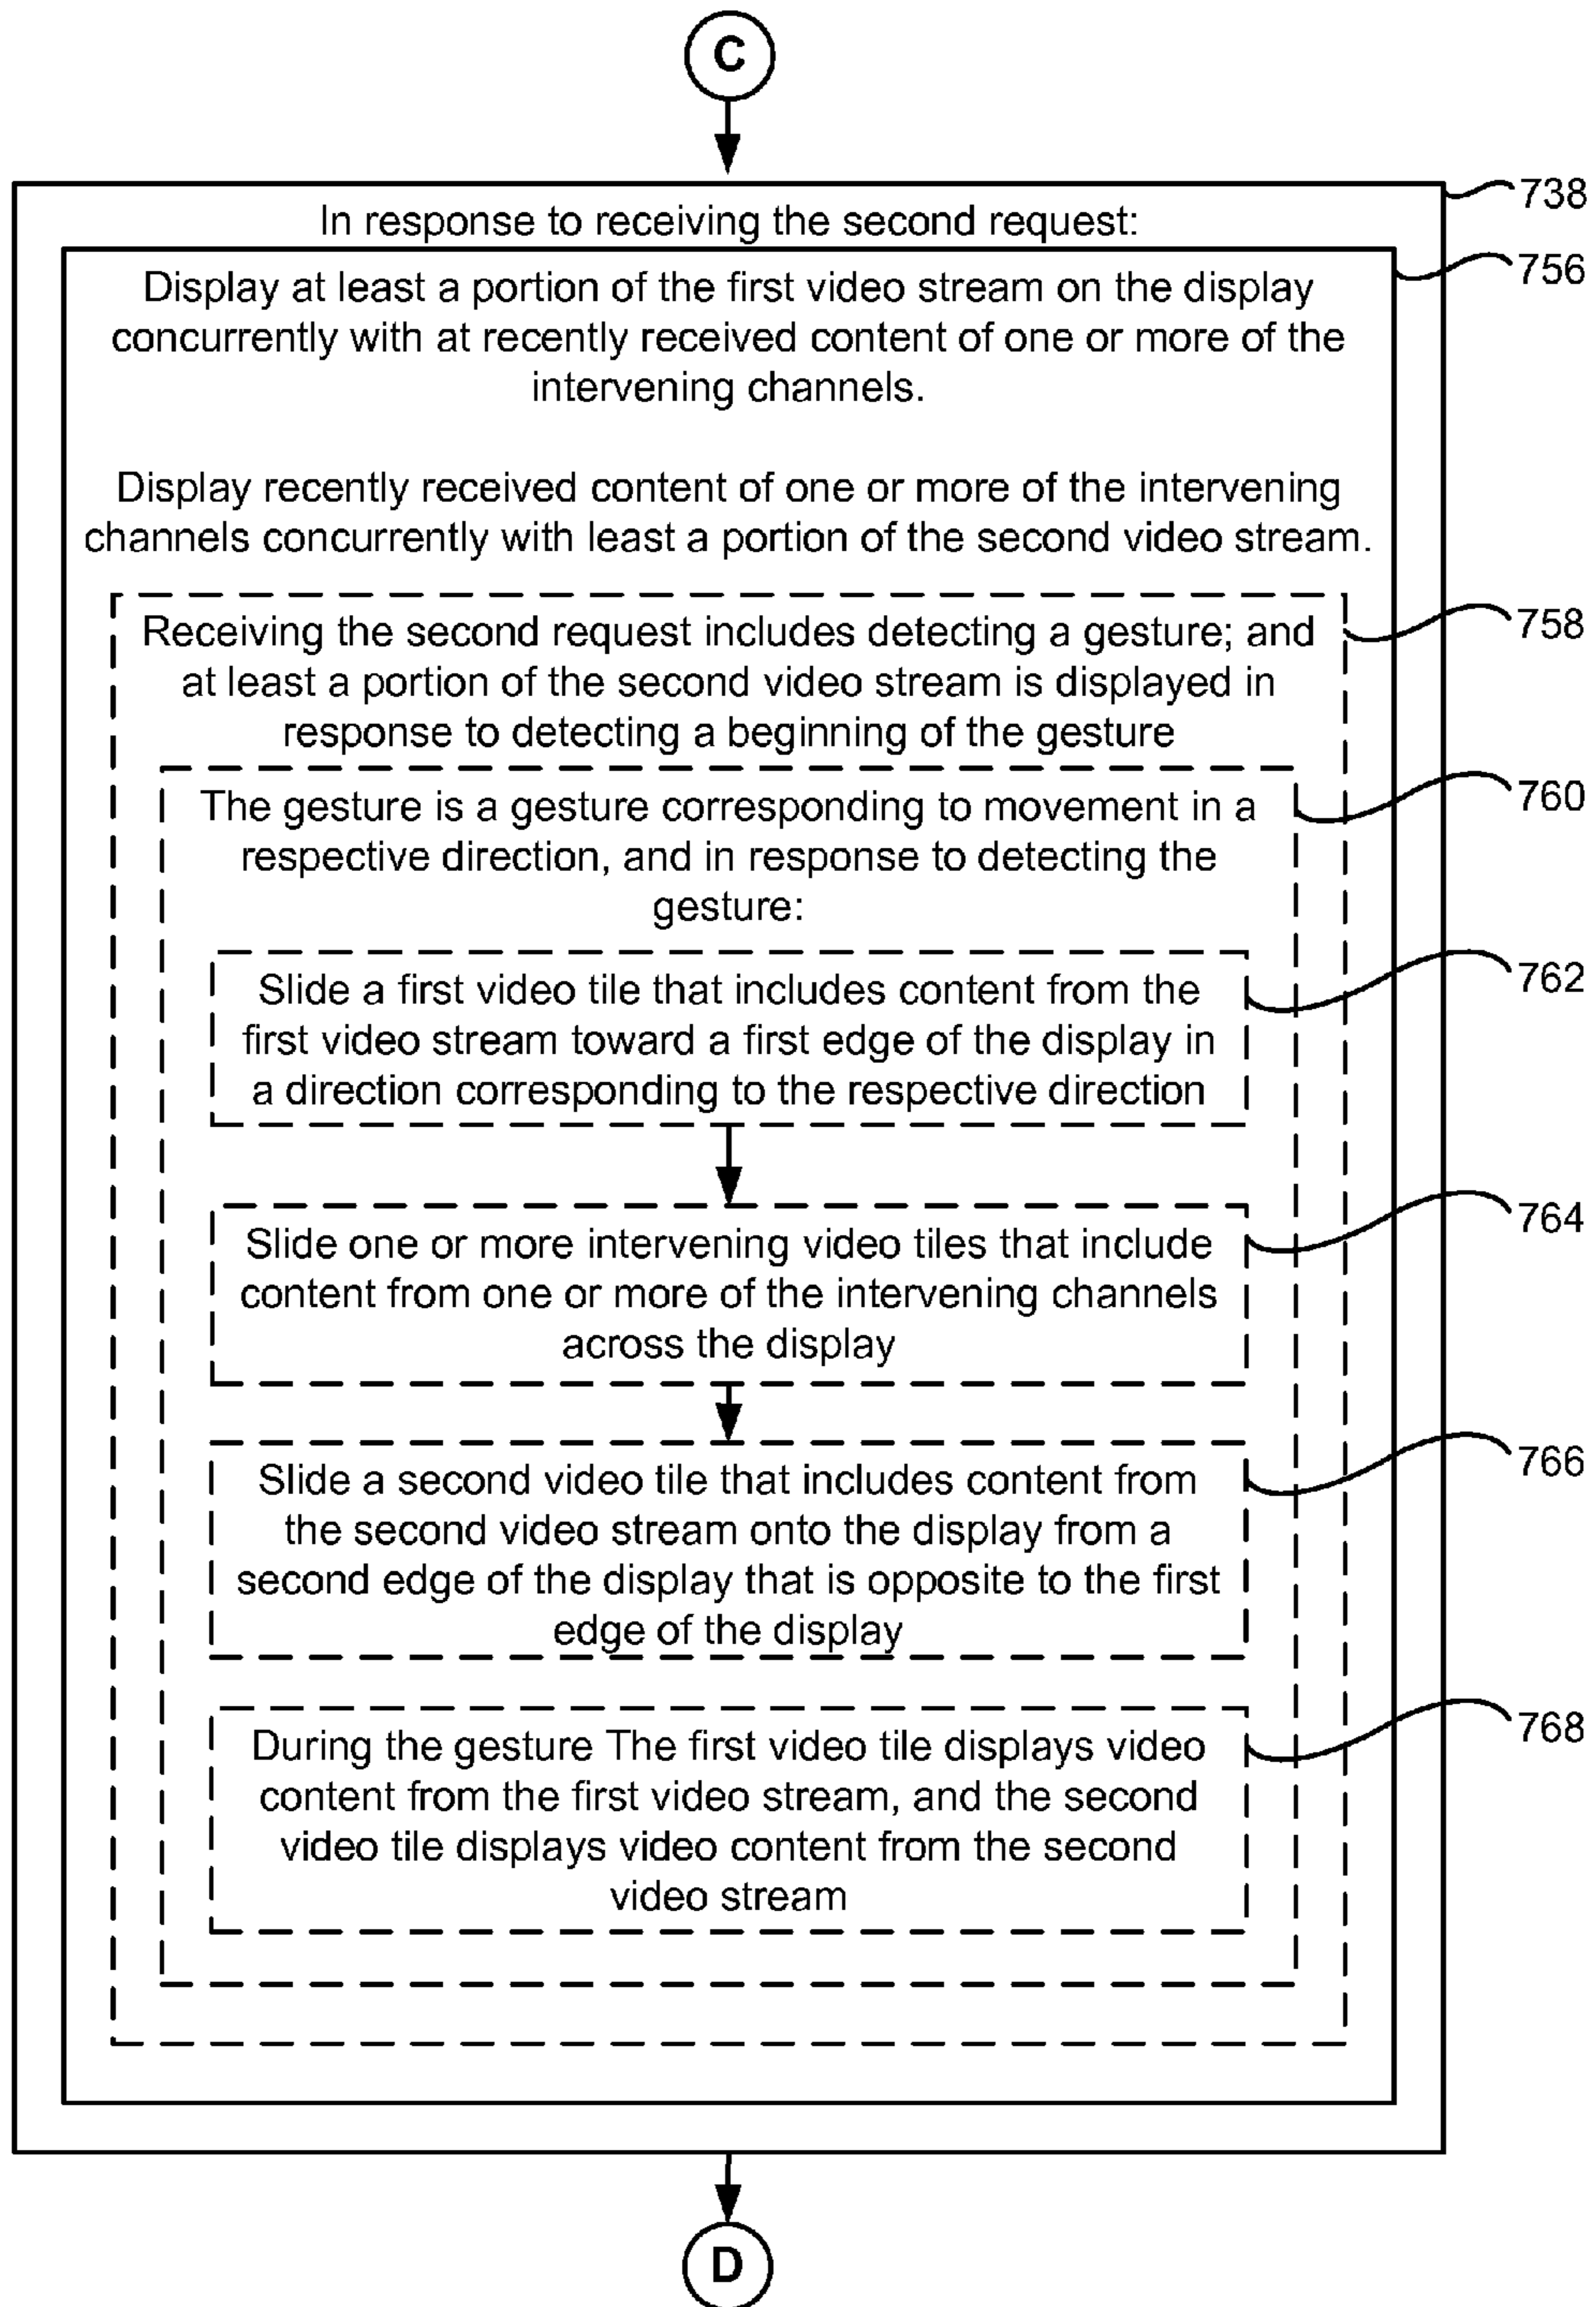 C
738
In response to receiving the second request:
756
Display at least a portion of the first video stream on the display
concurrently with at recently received content of one or more of the
intervening channels.
Display recently received content of one or more of the intervening
channels concurrently with least a portion of the second video stream.
758
Receiving the second request includes detecting a gesture; and
at least a portion of the second video stream is displayed in
response to detecting a beginning of the gesture
760
The gesture is a gesture corresponding to movement in a
respective direction, and in response to detecting the
gesture:
762
Slide a first video tile that includes content from the
first video stream toward a first edge of the display in
a direction corresponding to the respective direction
764
Slide one or more intervening video tiles that include
content from one or more of the intervening channels
across the display
766
Slide a second video tile that includes content from
the second video stream onto the display from a
second edge of the display that is opposite to the first
edge of the display
768
During the gesture The first video tile displays video
content from the first video stream, and the second
video tile displays video content from the second
video stream
D